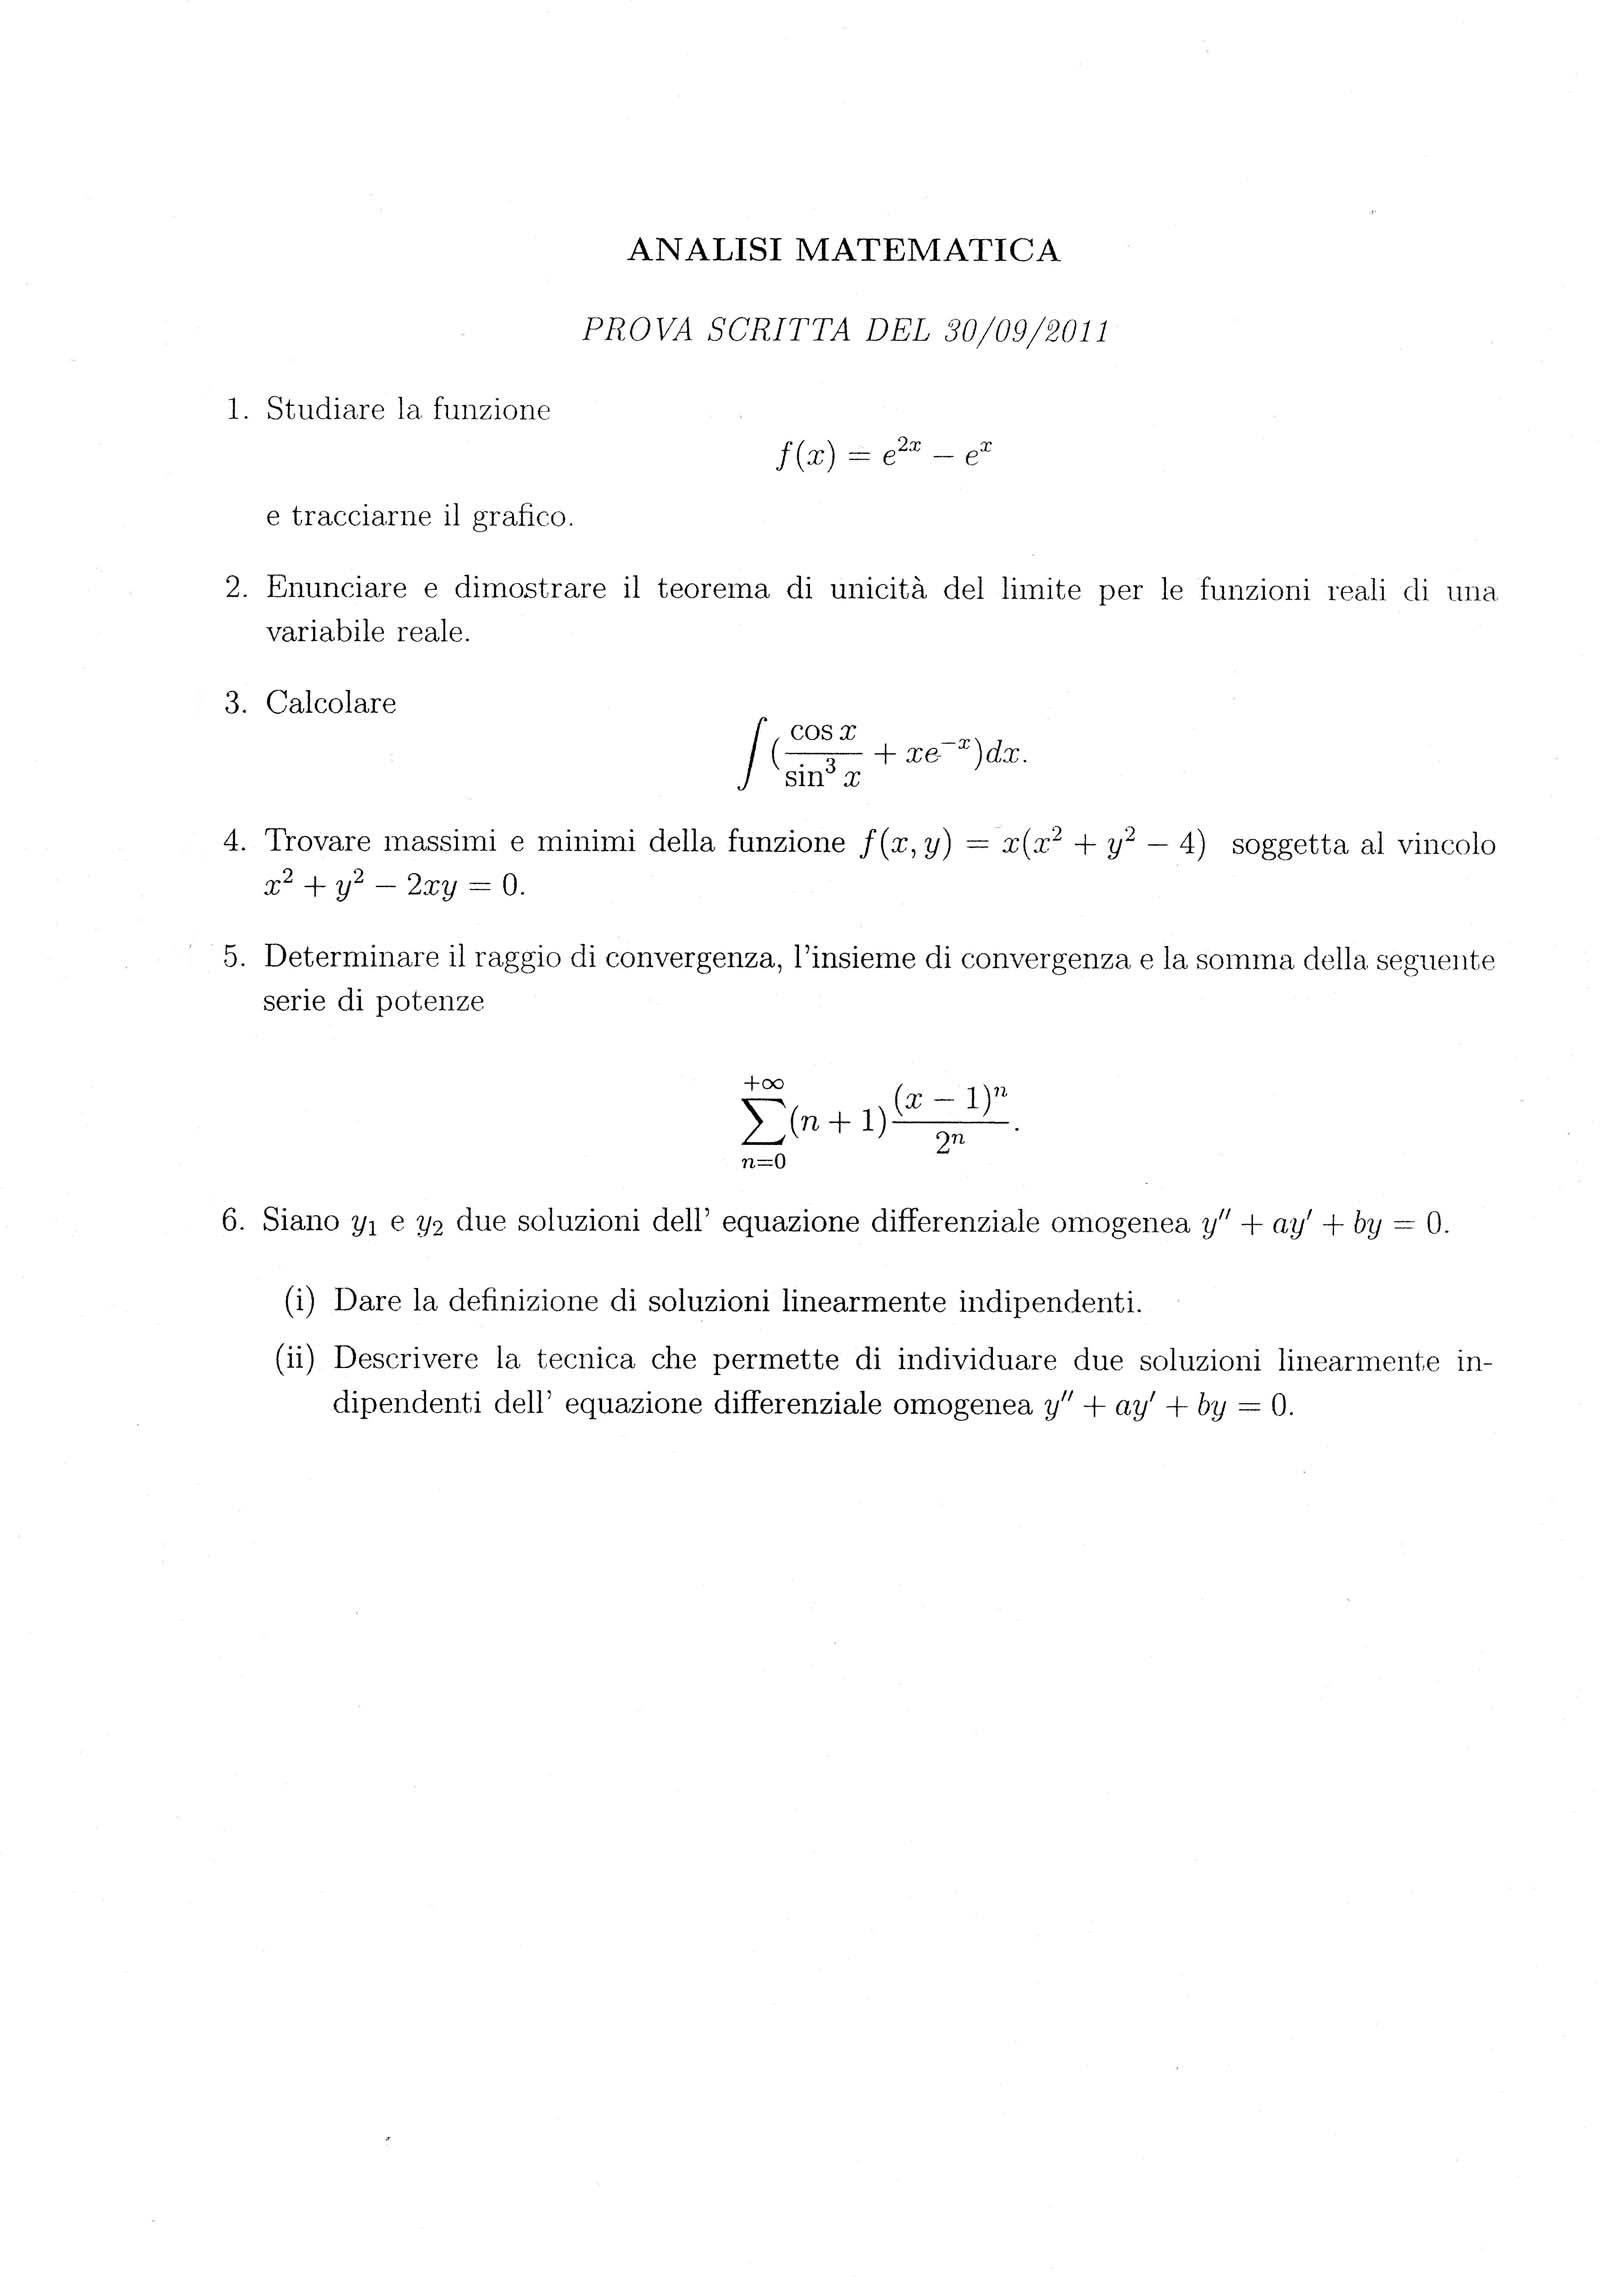 ANALISI MATEMATICA
PROVA SCRITTA DEL 30/09/2011
1. Studiare la funzione
f(x) = e^{2x} − e^x
e tracciarne il grafico.
2. Enunciare e dimostrare il teorema di unicità del limite per le funzioni reali di una
variabile reale.
3. Calcolare
∫(\frac{cos x}{sin^3 x} + xe^{−x})dx.
4. Trovare massimi e minimi della funzione f(x, y) = x(x^2 + y^2 − 4) soggetta al vincolo
x^2 + y^2 − 2xy = 0.
5. Determinare il raggio di convergenza, l'insieme di convergenza e la somma della seguente
serie di potenze
\sum_{n=0}^{+∞}(n + 1)\frac{(x − 1)^n}{2^n}.
6. Siano y_1 e y_2 due soluzioni dell' equazione differenziale omogenea y'' + ay' + by = 0.
(i) Dare la definizione di soluzioni linearmente indipendenti.
(ii) Descrivere la tecnica che permette di individuare due soluzioni linearmente in-
dipendenti dell' equazione differenziale omogenea y'' + ay' + by = 0.